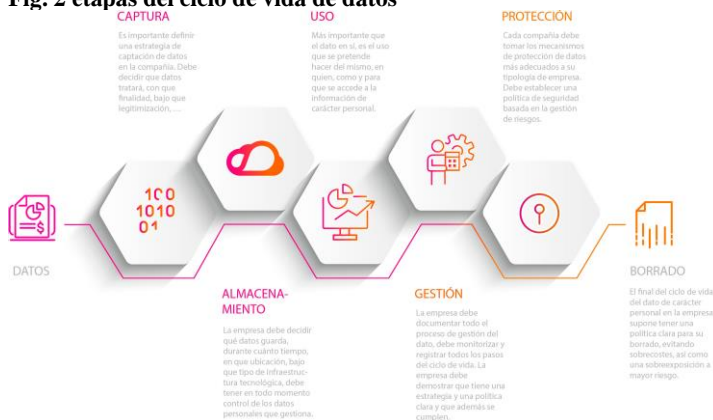 Fig. 2 etapas del ciclo de vida de datos
CAPTURA
Es importante definir
una estrategia de
captación de datos
en la compañía. Debe
decidir que datos
tratará, con que
finalidad, bajo que
legitimización, ....
USO
Más importante que
el dato en sí, es el uso
que se pretende
hacer del mismo, en
quien, como y para
que se accede a la
información de
carácter personal.
PROTECCIÓN
Cada compañía debe
tomar los mecanismos
de protección de datos
más adecuados a su
tipología de empresa.
Debe establecer una
política de seguridad
basada en la gestión
de riesgos.
100
1010
01
DATOS
ALMACENA-
MIENTO
La empresa debe decidir
qué datos guarda,
durante cuánto tiempo,
en que ubicación, bajo
que tipo de infraestruc-
tura tecnológica, debe
tener en todo momento
control de los datos
personales que gestiona.
GESTIÓN
La empresa debe
documentar todo el
proceso de gestión del
dato, debe monitorizar y
registrar todos los pasos
del ciclo de vida. La
empresa debe
demostrar que tiene una
estrategia y una política
clara y que además se
cumplen.
BORRADO
El final del ciclo de vida
del dato de carácter
personal en la empresa
supone tener una
política clara para su
borrado, evitando
sobrecostes, así como
una sobreexposición a
mayor riesgo.